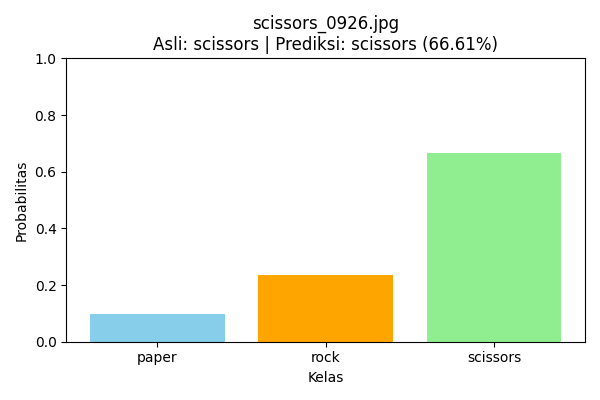 scissors_0926.jpg
Asli: scissors | Prediksi: scissors (66.61%)
1.0
0.8
0.6
0.4
0.2
0.0
Probabilitas
paper rock scissors
Kelas